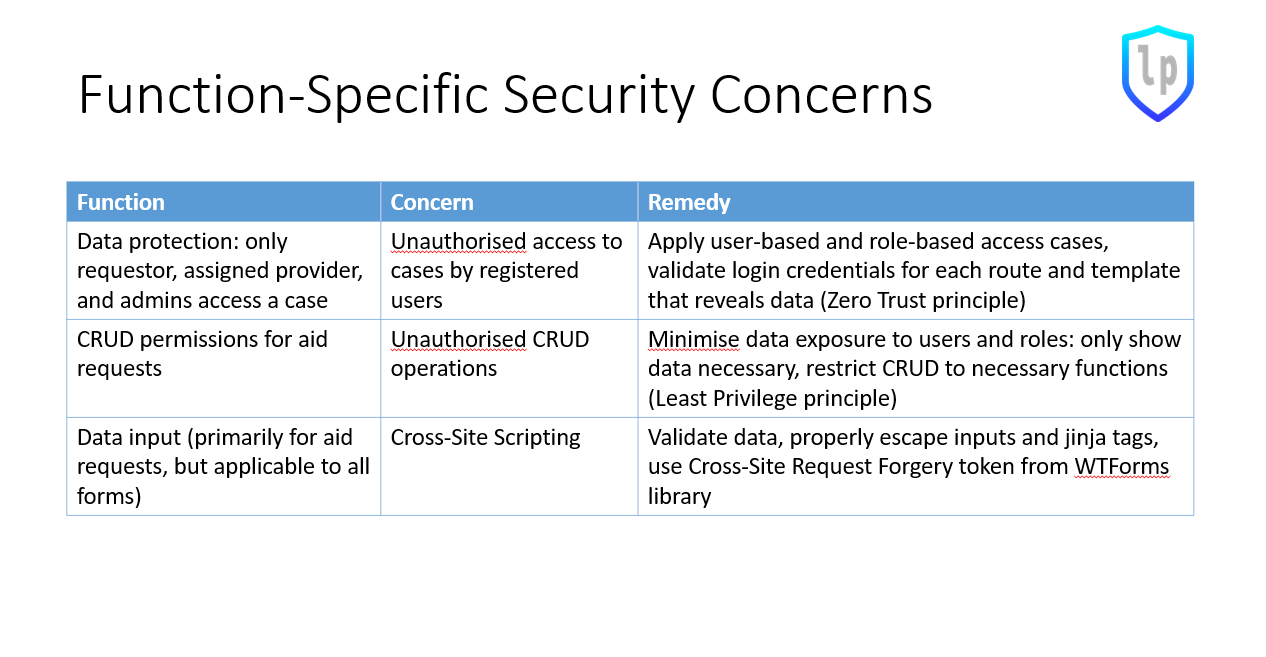 lp
Function-Specific Security Concerns
Function
Concern
Remedy
Data protection: only
requestor, assigned provider,
and admins access a case
Unauthorised access to
cases by registered
users
Apply user-based and role-based access cases,
validate login credentials for each route and template
that reveals data (Zero Trust principle)
CRUD permissions for aid
requests
Unauthorised CRUD
operations
Minimise data exposure to users and roles: only show
data necessary, restrict CRUD to necessary functions
(Least Privilege principle)
Data input (primarily for aid
requests, but applicable to all
forms)
Cross-Site Scripting
Validate data, properly escape inputs and jinja tags,
use Cross-Site Request Forgery token from WTForms
library